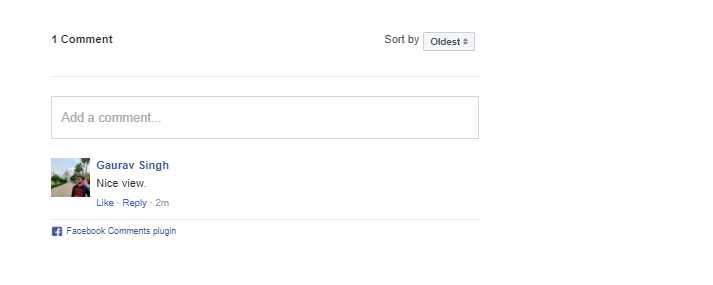 1 Comment
Sort by Oldest
Add a comment...
Gaurav Singh
Nice view.
Like · Reply · 2m
Facebook Comments plugin